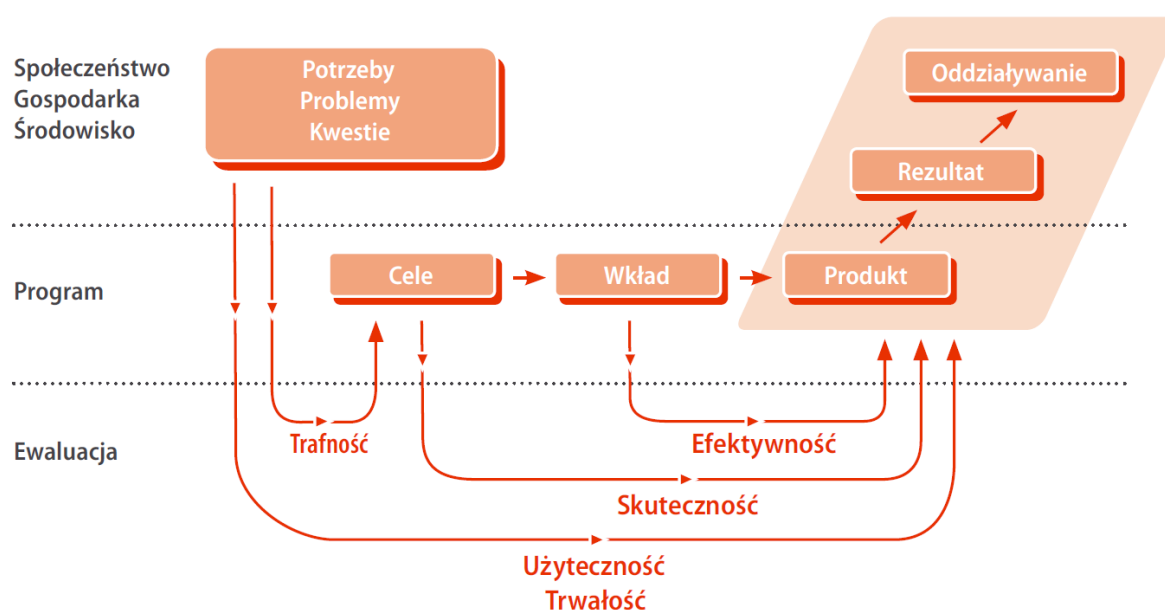 Społeczeństwo
Gospodarka
Środowisko
Potrzeby
Problemy
Kwestie
Oddziaływanie
Rezultat
Program
Cele
Wkład
Produkt
Ewaluacja
Trafność
Efektywność
Skuteczność
Użyteczność
Trwałość